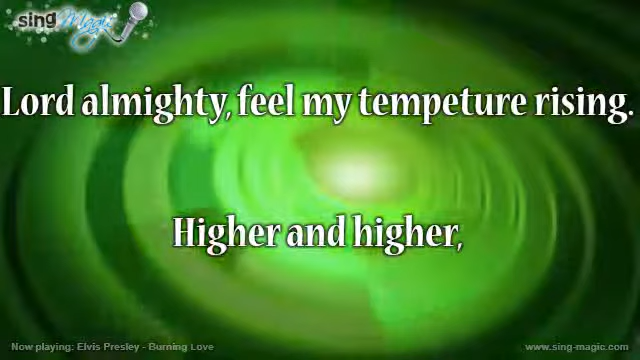 sing Magic
Lord almighty, feel my tempeture rising.
Higher and higher,
Now playing: Elvis Presley - Burning Love
www.sing-magic.com